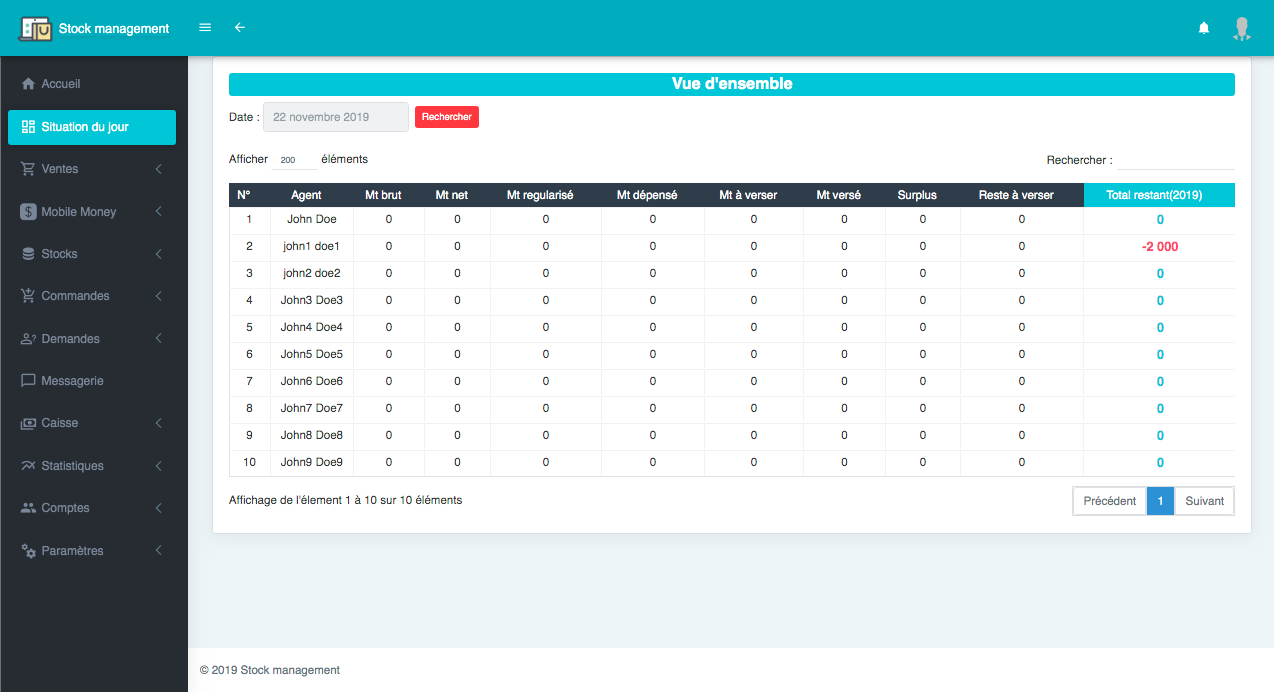 Stock management
Accueil
Situation du jour
Ventes
Mobile Money
Stocks
Commandes
Demandes
Messagerie
Caisse
Statistiques
Comptes
Paramètres
Vue d'ensemble
Date : 22 novembre 2019 Rechercher
Afficher 200 éléments Rechercher :
N° Agent Mt brut Mt net Mt regularisé Mt dépensé Mt à verser Mt versé Surplus Reste à verser Total restant(2019)
1 John Doe 0 0 0 0 0 0 0 0 0
2 john1 doe1 0 0 0 0 0 0 0 0 -2 000
3 john2 doe2 0 0 0 0 0 0 0 0 0
4 John3 Doe3 0 0 0 0 0 0 0 0 0
5 John4 Doe4 0 0 0 0 0 0 0 0 0
6 John5 Doe5 0 0 0 0 0 0 0 0 0
7 John6 Doe6 0 0 0 0 0 0 0 0 0
8 John7 Doe7 0 0 0 0 0 0 0 0 0
9 John8 Doe8 0 0 0 0 0 0 0 0 0
10 John9 Doe9 0 0 0 0 0 0 0 0 0
Affichage de l'élement 1 à 10 sur 10 éléments Précédent 1 Suivant
© 2019 Stock management